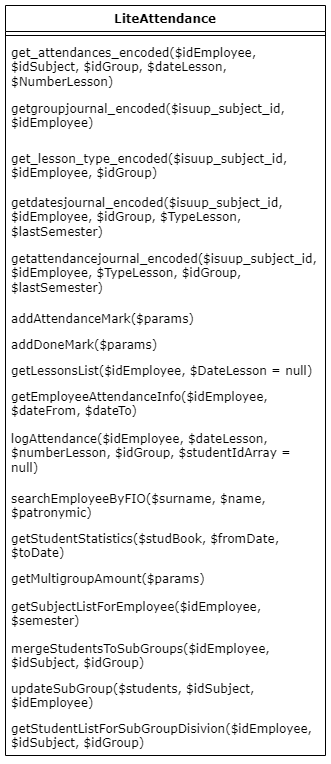 LiteAttendance
get_attendances_encoded($idEmployee,
$idSubject, $idGroup, $dateLesson,
$NumberLesson)
getgroupjournal_encoded($isuup_subject_id,
$idEmployee)
get_lesson_type_encoded($isuup_subject_id,
$idEmployee, $idGroup)
getdatesjournal_encoded($isuup_subject_id,
$idEmployee, $idGroup, $TypeLesson,
$lastSemester)
getattendancejournal_encoded($isuup_subject_id,
$idEmployee, $TypeLesson, $idGroup,
$lastSemester)
addAttendanceMark($params)
addDoneMark($params)
getLessonsList($idEmployee, $DateLesson = null)
getEmployeeAttendanceInfo($idEmployee,
$dateFrom, $dateTo)
logAttendance($idEmployee, $dateLesson,
$numberLesson, $idGroup, $studentIdArray =
null)
searchEmployeeByFIO($surname, $name,
$patronymic)
getStudentStatistics($studBook, $fromDate,
$toDate)
getMultigroupAmount($params)
getSubjectListForEmployee($idEmployee,
$semester)
mergeStudentsToSubGroups($idEmployee,
$idSubject, $idGroup)
updateSubGroup($students, $idSubject,
$idEmployee)
getStudentListForSubGroupDisivion($idEmployee,
$idSubject, $idGroup)